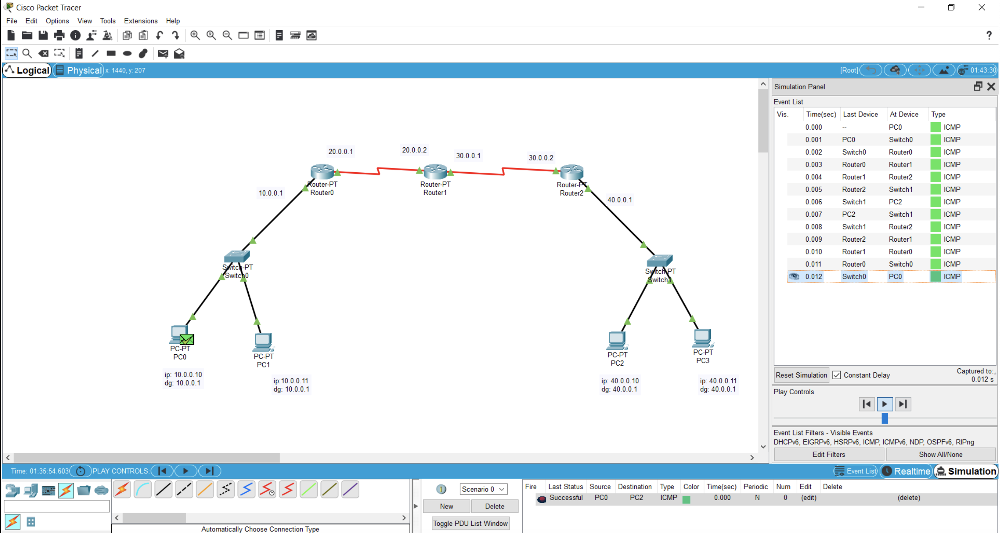 Cisco Packet Tracer
File Edit Options View Tools Extensions Help
Logical Physical x: 1440, y: 207 [Root] 01:43:30
Simulation Panel
Event List
Vis. Time(sec) Last Device At Device Type
0.000 -- PC0 ICMP
0.001 PC0 Switch0 ICMP
0.002 Switch0 Router0 ICMP
0.003 Router0 Router1 ICMP
0.004 Router1 Router2 ICMP
0.005 Router2 Switch1 ICMP
0.006 Switch1 PC2 ICMP
0.007 PC2 Switch1 ICMP
0.008 Switch1 Router2 ICMP
0.009 Router2 Router1 ICMP
0.010 Router1 Router0 ICMP
0.011 Router0 Switch0 ICMP
0.012 Switch0 PC0 ICMP
20.0.0.1
20.0.0.2
30.0.0.1
30.0.0.2
Router-PT
Router0
Router-PT
Router1
Router-PT
Router2
10.0.0.1
40.0.0.1
Switch-PT
Switch0
Switch-PT
Switch1
PC-PT
PC0
PC-PT
PC1
PC-PT
PC2
PC-PT
PC3
ip: 10.0.0.10
dg: 10.0.0.1
ip:10.0.0.11
dg: 10.0.0.1
ip: 40.0.0.10
dg: 40.0.0.1
ip: 40.0.0.11
dg: 40.0.0.1
Reset Simulation Constant Delay Captured to:
0.012 s
Play Controls
Event List Filters - Visible Events
DHCPv6, EIGRPv6, HSRPv6, ICMP, ICMPv6, NDP, OSPFv6, RIPng
Edit Filters Show All/None
Time: 01:35:54.603 PLAY CONTROLS: Event List Realtime Simulation
Scenario 0
New Delete
Toggle PDU List Window
Fire Last Status Source Destination Type Color Time(sec) Periodic Num Edit Delete
Successful PC0 PC2 ICMP 0.000 N 0 (edit) (delete)
Automatically Choose Connection Type